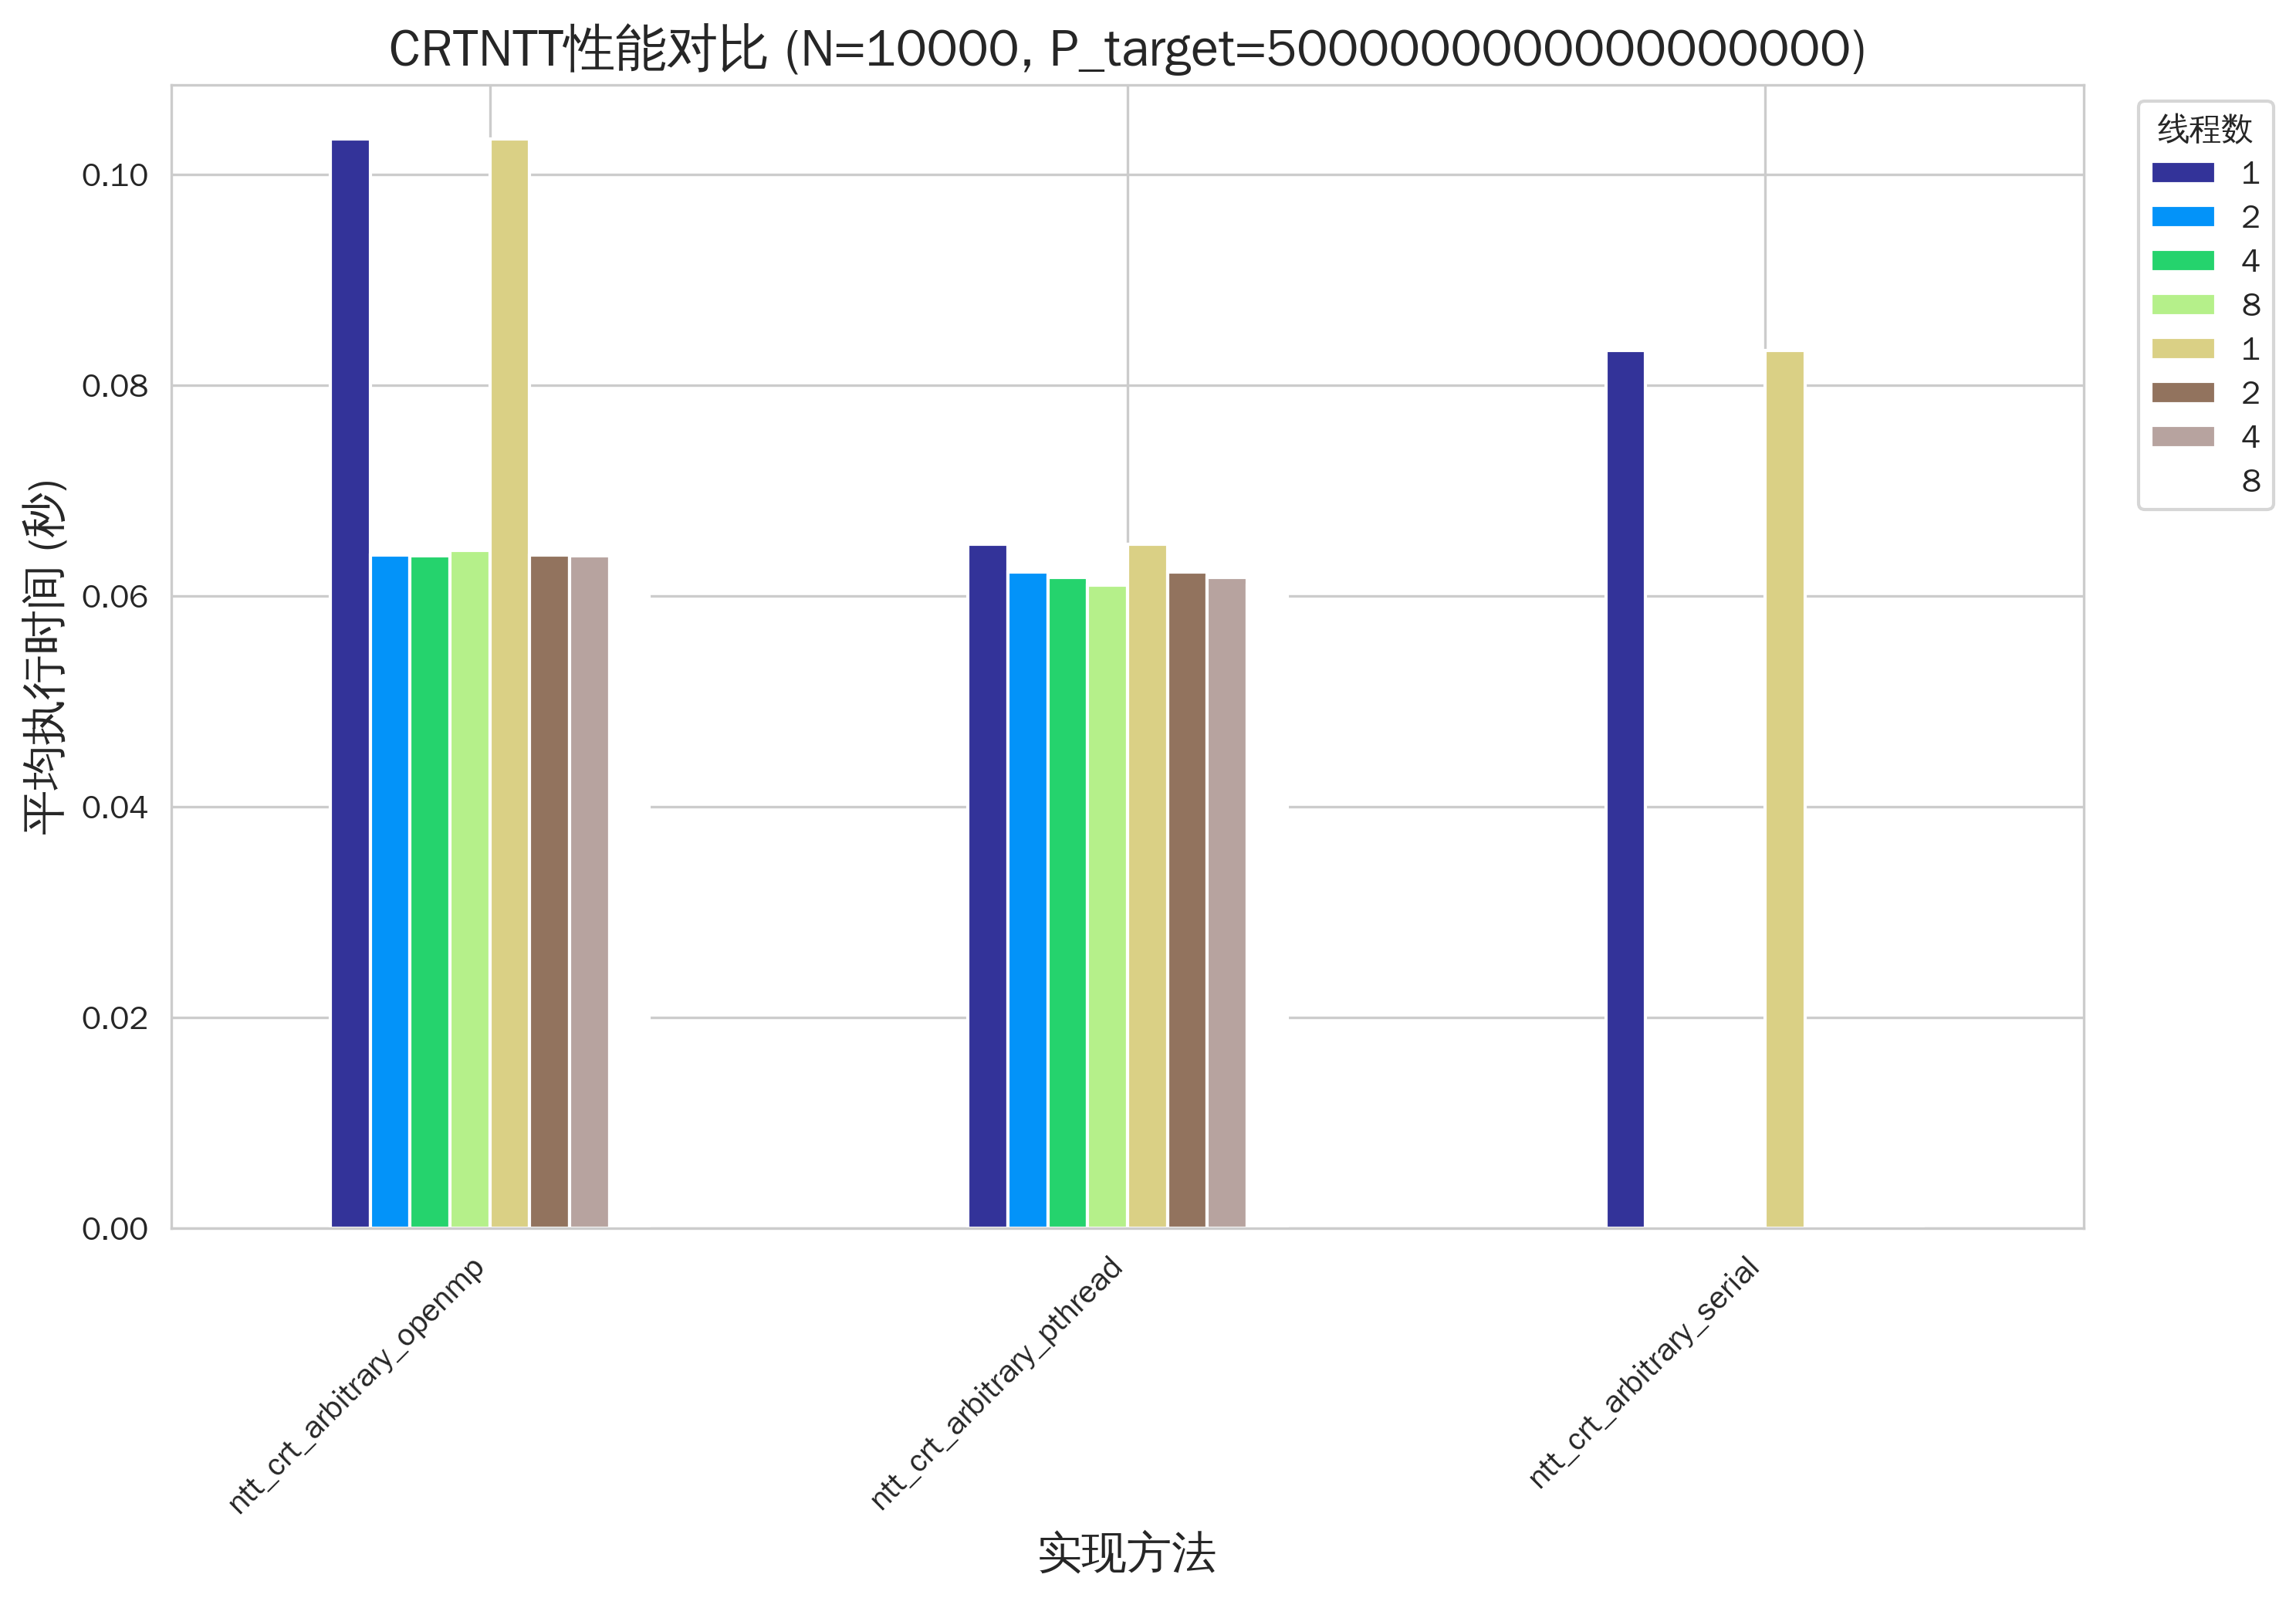 CRTNTT性能对比 (N=10000, P_target=5000000000000000000)
平均执行时间 (秒)
0.10
0.08
0.06
0.04
0.02
0.00
ntt_crt_arbitrary_openmp
ntt_crt_arbitrary_pthread
ntt_crt_arbitrary_serial
实现方法
线程数
1
2
4
8
1
2
4
8